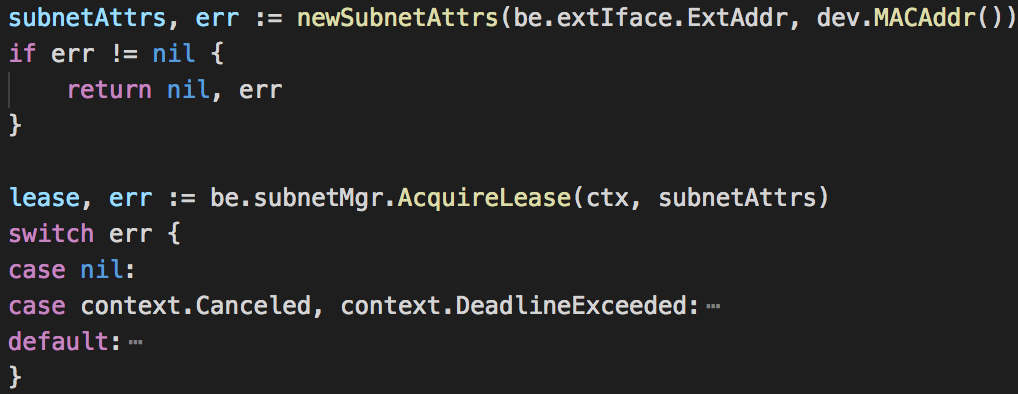 subnetAttrs, err := newSubnetAttrs(be.extIface.ExtAddr, dev.MACAddr())
if err != nil {
    return nil, err
}

lease, err := be.subnetMgr.AcquireLease(ctx, subnetAttrs)
switch err {
case nil:
case context.Canceled, context.DeadlineExceeded:⋯
default:⋯
}